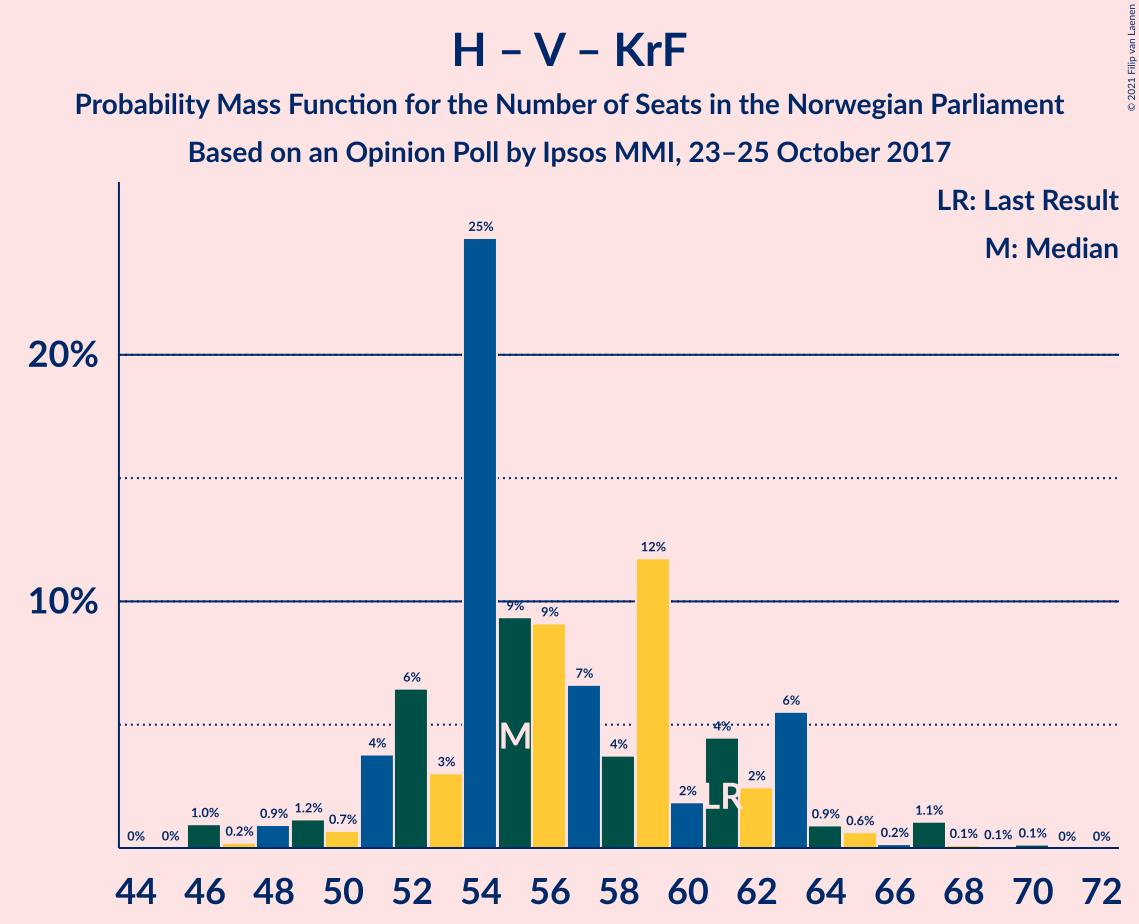 H – V – KrF
Probability Mass Function for the Number of Seats in the Norwegian Parliament
Based on an Opinion Poll by Ipsos MMI, 23–25 October 2017
© 2021 Filip van Laenen
LR: Last Result
M: Median
20%
10%
0% 0% 1.0% 0.2% 0.9% 1.2% 0.7% 4% 6% 3% 25% 9% 9% 7% 4% 12% 2% 4% 2% 6% 0.9% 0.6% 0.2% 1.1% 0.1% 0.1% 0.1% 0% 0%
M
LR
44 46 48 50 52 54 56 58 60 62 64 66 68 70 72